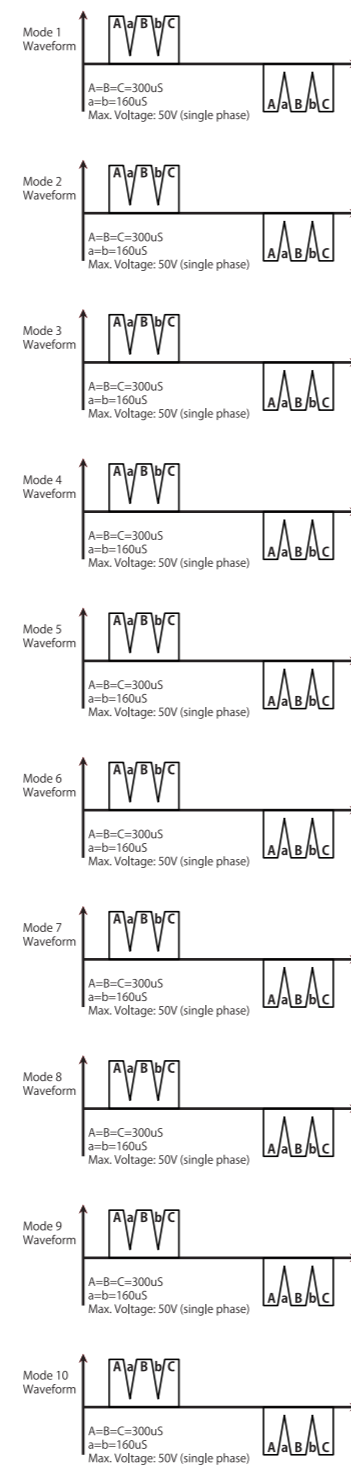 Mode 1
Waveform
A a B b C
A=B=C=300uS
a=b=160uS
Max. Voltage: 50V (single phase)
A a B b C
Mode 2
Waveform
A a B b C
A=B=C=300uS
a=b=160uS
Max. Voltage: 50V (single phase)
A a B b C
Mode 3
Waveform
A a B b C
A=B=C=300uS
a=b=160uS
Max. Voltage: 50V (single phase)
A a B b C
Mode 4
Waveform
A a B b C
A=B=C=300uS
a=b=160uS
Max. Voltage: 50V (single phase)
A a B b C
Mode 5
Waveform
A a B b C
A=B=C=300uS
a=b=160uS
Max. Voltage: 50V (single phase)
A a B b C
Mode 6
Waveform
A a B b C
A=B=C=300uS
a=b=160uS
Max. Voltage: 50V (single phase)
A a B b C
Mode 7
Waveform
A a B b C
A=B=C=300uS
a=b=160uS
Max. Voltage: 50V (single phase)
A a B b C
Mode 8
Waveform
A a B b C
A=B=C=300uS
a=b=160uS
Max. Voltage: 50V (single phase)
A a B b C
Mode 9
Waveform
A a B b C
A=B=C=300uS
a=b=160uS
Max. Voltage: 50V (single phase)
A a B b C
Mode 10
Waveform
A a B b C
A=B=C=300uS
a=b=160uS
Max. Voltage: 50V (single phase)
A a B b C